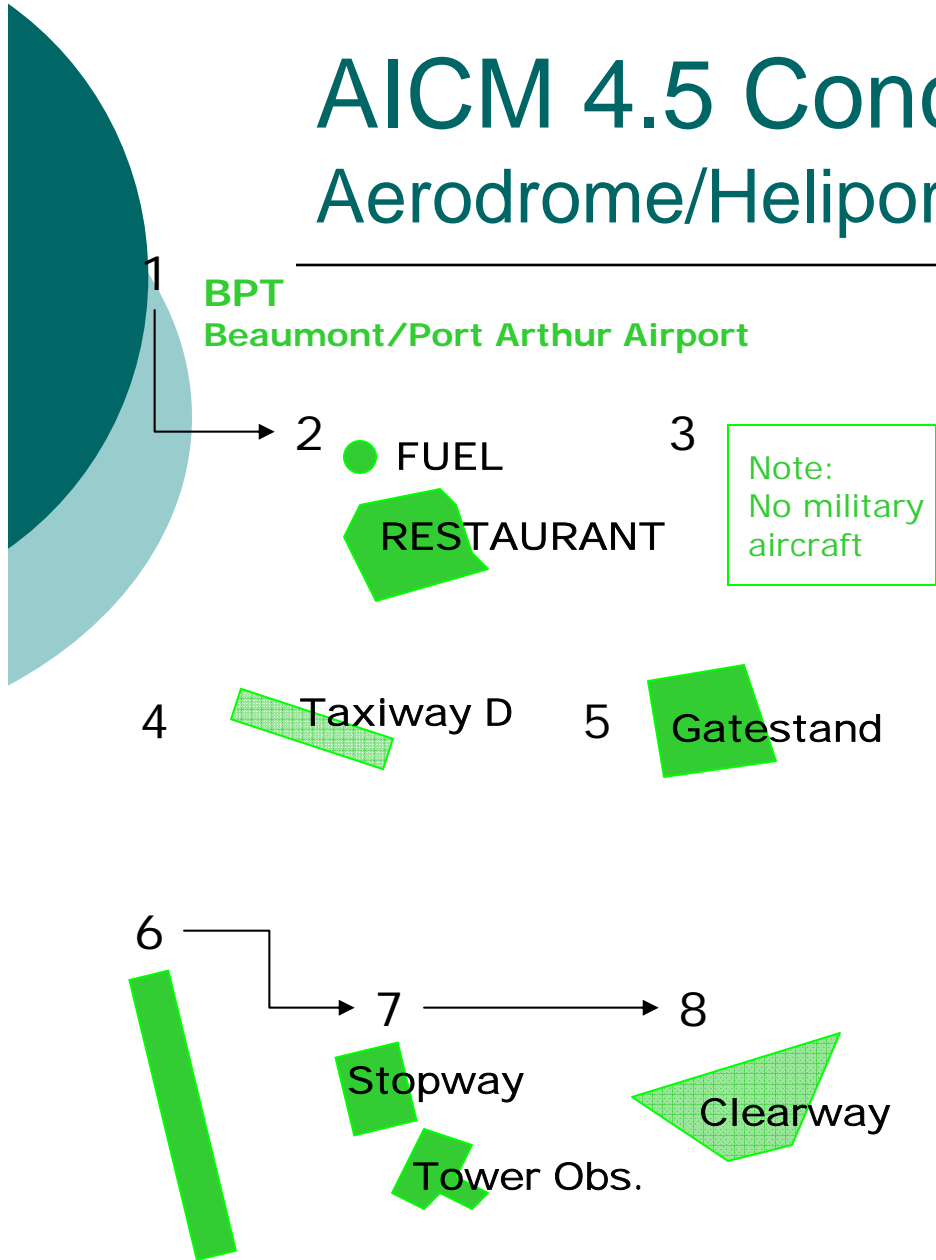 AICM 4.5 Conc
Aerodrome/Helipor
1
BPT
Beaumont/Port Arthur Airport
2
FUEL
RESTAURANT
3
Note:
No military
aircraft
4
Taxiway D
5
Gatestand
6
7
Stopway
Tower Obs.
8
Clearway